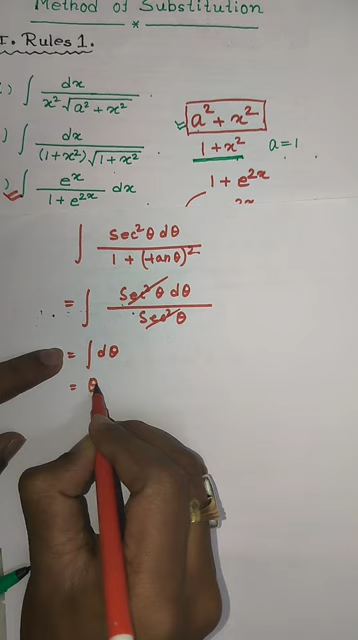 Method of Substitution
I. Rules 1.
) ∫ dx / x² √(a² + x²) .
) ∫ dx / (1+x²) √(1+x²) .
) ∫ eˣ / (1 + e²ˣ) dx
a² + x²
1 + x² a = 1
1 + e²ˣ
∫ sec²θ dθ / 1 + (tanθ)²
= ∫ sec²θ dθ / sec²θ
= ∫ dθ
= θ